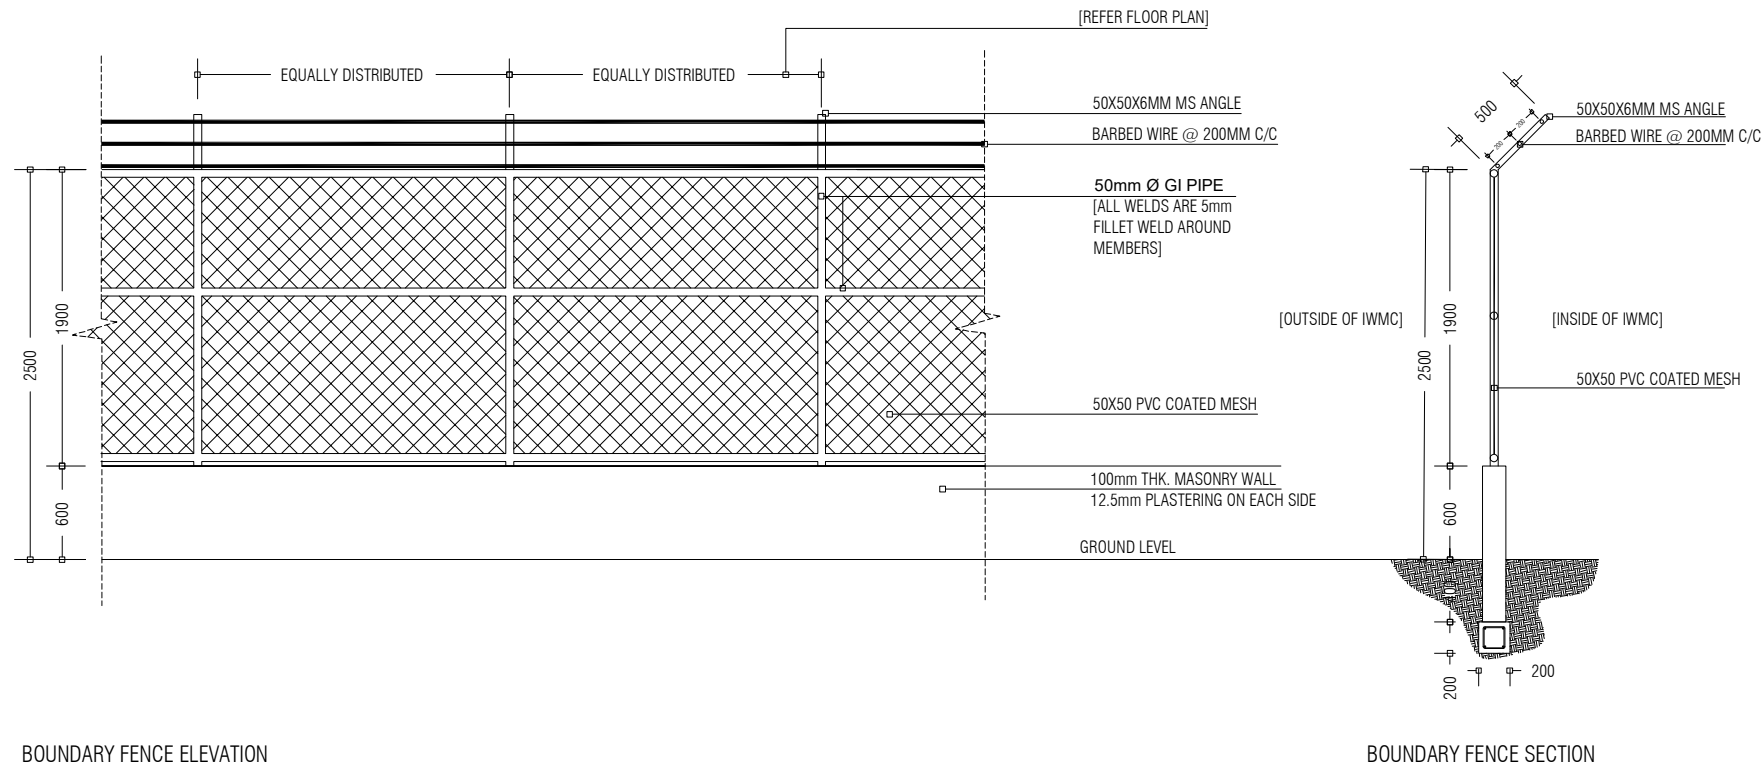 [REFER FLOOR PLAN]
EQUALLY DISTRIBUTED
EQUALLY DISTRIBUTED
50X50X6MM MS ANGLE
BARBED WIRE @ 200MM C/C
50mm Ø GI PIPE
[ALL WELDS ARE 5mm
FILLET WELD AROUND
MEMBERS]
1900
2500
600
50X50 PVC COATED MESH
100mm THK. MASONRY WALL
12.5mm PLASTERING ON EACH SIDE
GROUND LEVEL
BOUNDARY FENCE ELEVATION
500
200
200
50X50X6MM MS ANGLE
BARBED WIRE @ 200MM C/C
[OUTSIDE OF IWMC]
[INSIDE OF IWMC]
1900
2500
50X50 PVC COATED MESH
600
200
200
BOUNDARY FENCE SECTION